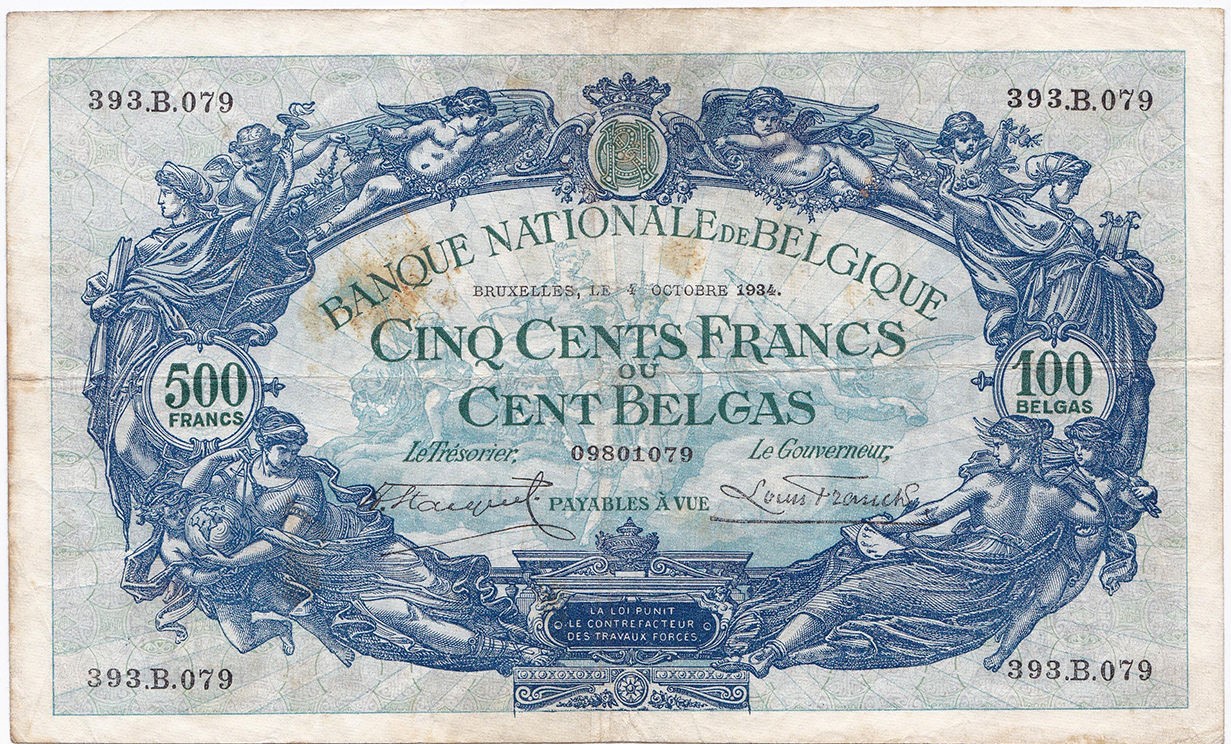 393.B.079
393.B.079
BANQUE NATIONALE DE BELGIQUE
BRUXELLES, LE 4 OCTOBRE 1934.
CINQ CENTS FRANCS
OU
CENT BELGAS
500
FRANCS
100
BELGAS
Le Trésorier,
09801079
Le Gouverneur,
PAYABLES À VUE
Louis Franck
LA LOI PUNIT
LE CONTREFACTEUR
DES TRAVAUX FORCÉS
393.B.079
393.B.079